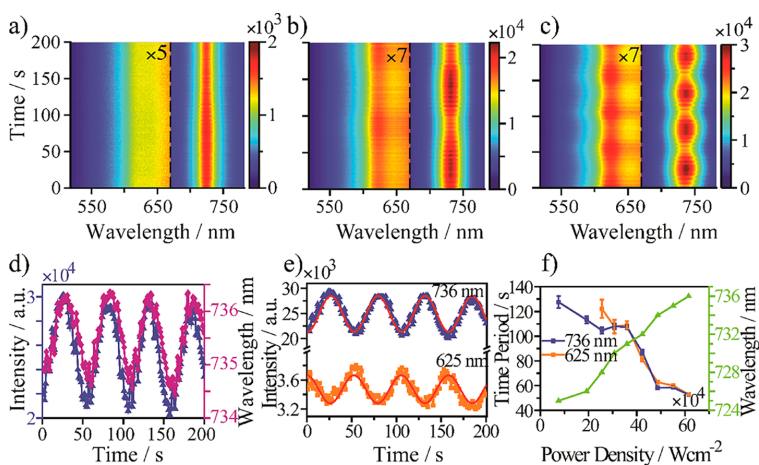 a)
×10³
b)
×10⁴
c)
×10⁴
200
150
100
50
0
Time / s
×5
2
1
0
×7
2
1
0
×7
3
2
1
0
550 650 750
550 650 750
550 650 750
Wavelength / nm
Wavelength / nm
Wavelength / nm
d)
×10⁴
3
2
Intensity / a.u.
736
735
734
Wavelength / nm
0 50 100 150 200
Time / s
e)
×10³
30
25
20
3.6
3.2
Intensity / a.u.
736 nm
625 nm
0 50 100 150 200
Time / s
f)
140
120
100
80
60
40
Time Period / s
736 nm
625 nm
×10⁴
736
732
728
724
Wavelength / nm
0 20 40 60
Power Density / Wcm⁻²